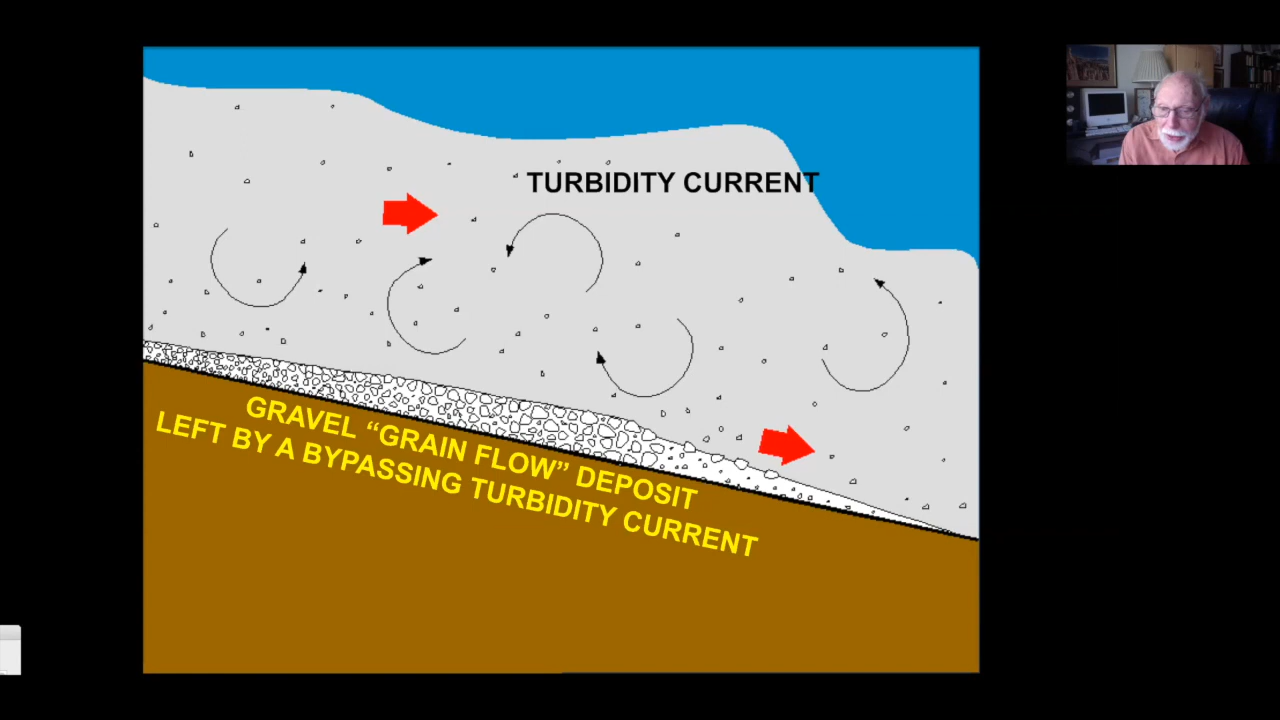 TURBIDITY CURRENT
GRAVEL “GRAIN FLOW” DEPOSIT
LEFT BY A BYPASSING TURBIDITY CURRENT